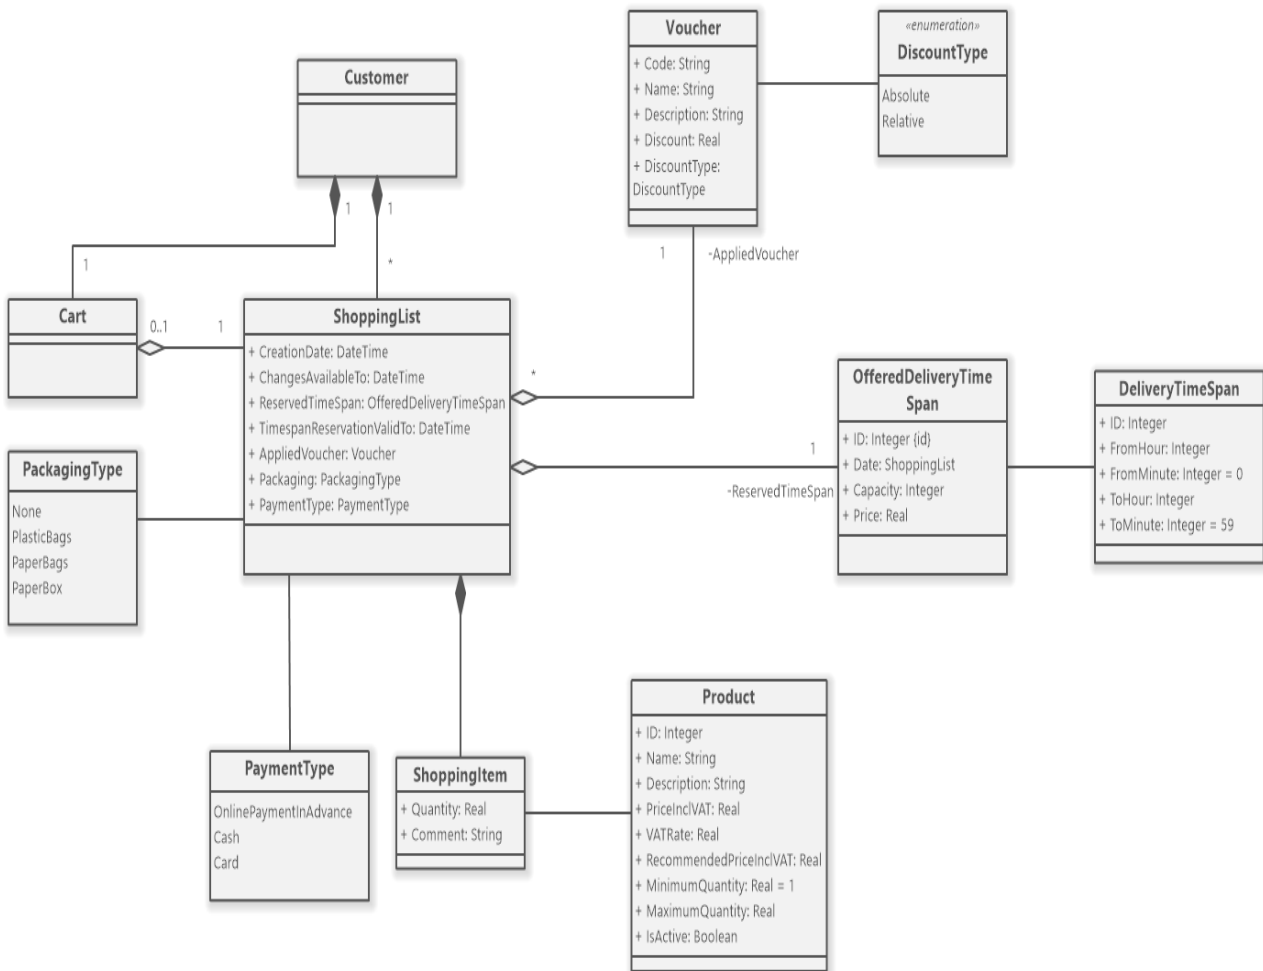 Customer
1
1
1
*
Voucher
+ Code: String
+ Name: String
+ Description: String
+ Discount: Real
+ DiscountType:
DiscountType
«enumeration»
DiscountType
Absolute
Relative
1
-AppliedVoucher
Cart
0..1
1
ShoppingList
+ CreationDate: DateTime
+ ChangesAvailableTo: DateTime
+ ReservedTimeSpan: OfferedDeliveryTimeSpan
+ TimespanReservationValidTo: DateTime
+ AppliedVoucher: Voucher
+ Packaging: PackagingType
+ PaymentType: PaymentType
*
1
-ReservedTimeSpan
OfferedDeliveryTime
Span
+ ID: Integer {id}
+ Date: ShoppingList
+ Capacity: Integer
+ Price: Real
DeliveryTimeSpan
+ ID: Integer
+ FromHour: Integer
+ FromMinute: Integer = 0
+ ToHour: Integer
+ ToMinute: Integer = 59
PackagingType
None
PlasticBags
PaperBags
PaperBox
PaymentType
OnlinePaymentInAdvance
Cash
Card
ShoppingItem
+ Quantity: Real
+ Comment: String
Product
+ ID: Integer
+ Name: String
+ Description: String
+ PriceInclVAT: Real
+ VATRate: Real
+ RecommendedPriceInclVAT: Real
+ MinimumQuantity: Real = 1
+ MaximumQuantity: Real
+ IsActive: Boolean